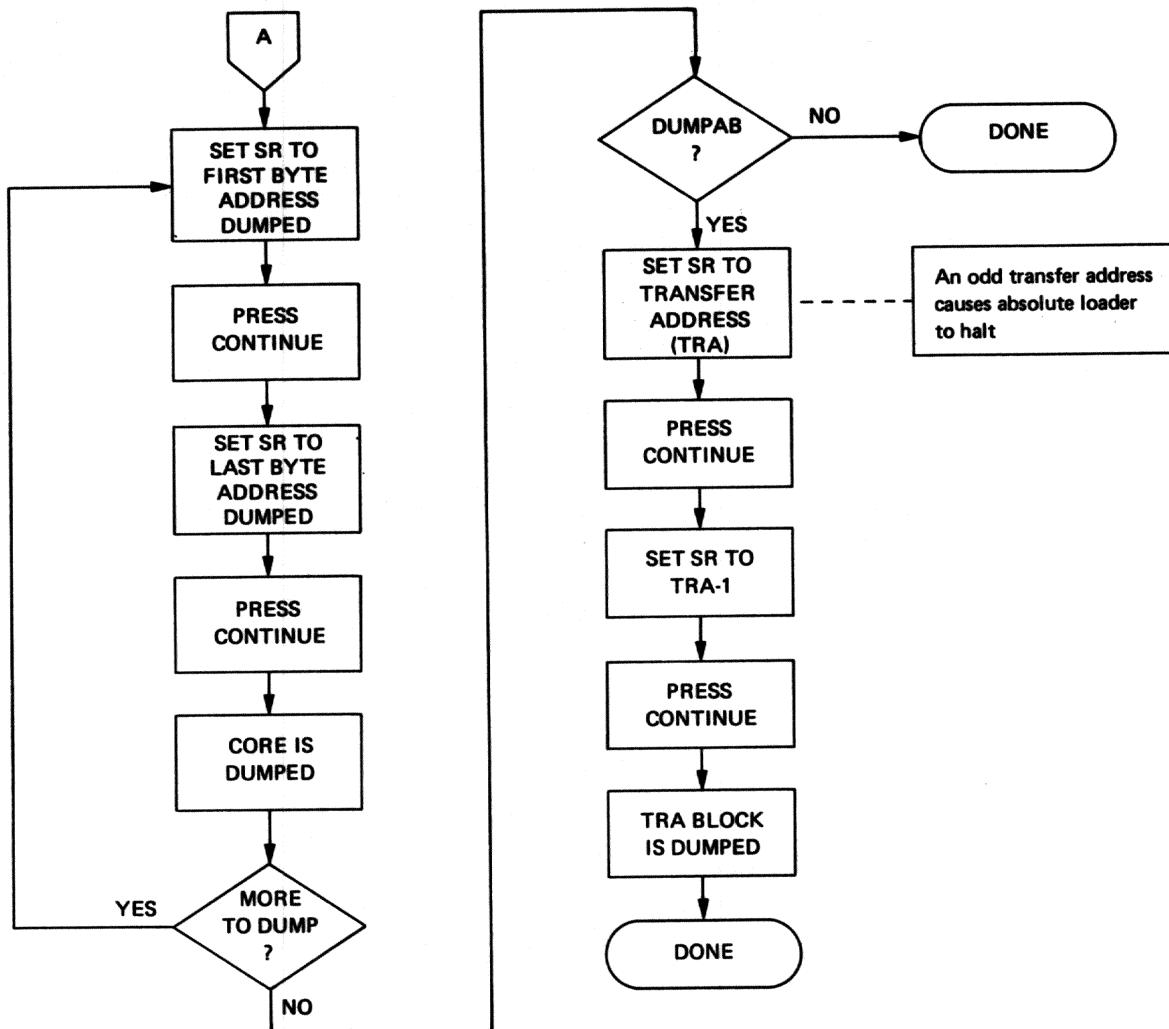 A
SET SR TO
FIRST BYTE
ADDRESS
DUMPED
PRESS
CONTINUE
SET SR TO
LAST BYTE
ADDRESS
DUMPED
PRESS
CONTINUE
CORE IS
DUMPED
MORE
TO DUMP
?
YES
NO
DUMPAB
?
NO
DONE
YES
SET SR TO
TRANSFER
ADDRESS
(TRA)
An odd transfer address
causes absolute loader
to halt
PRESS
CONTINUE
SET SR TO
TRA-1
PRESS
CONTINUE
TRA BLOCK
IS DUMPED
DONE